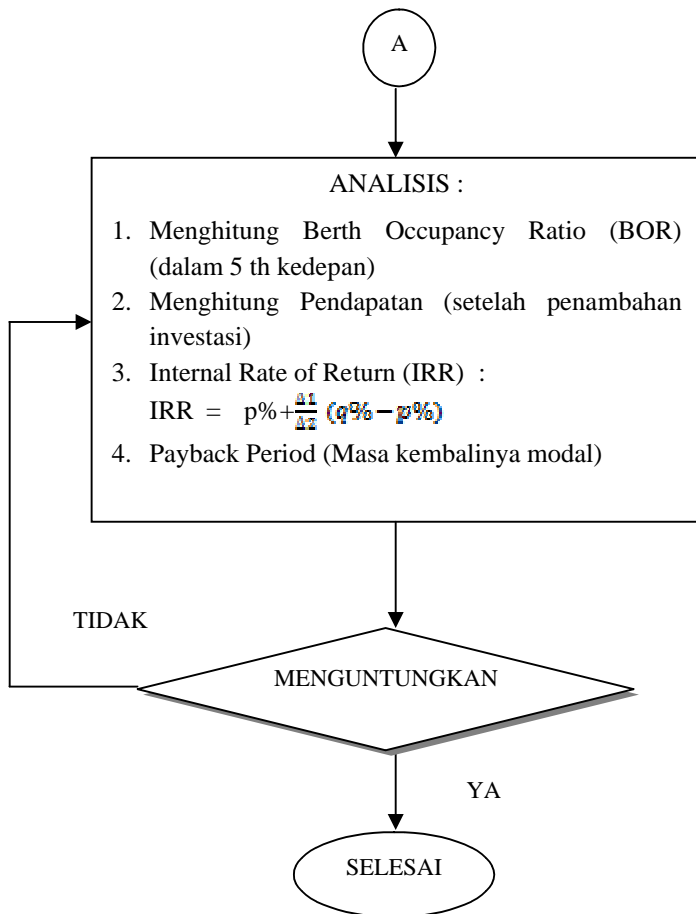 A
ANALISIS :
1. Menghitung Berth Occupancy Ratio (BOR)
(dalam 5 th kedepan)
2. Menghitung Pendapatan (setelah penambahan
investasi)
3. Internal Rate of Return (IRR) :
IRR = p%+Δ1/Δ2 (q%−p%)
4. Payback Period (Masa kembalinya modal)
TIDAK
MENGUNTUNGKAN
YA
SELESAI